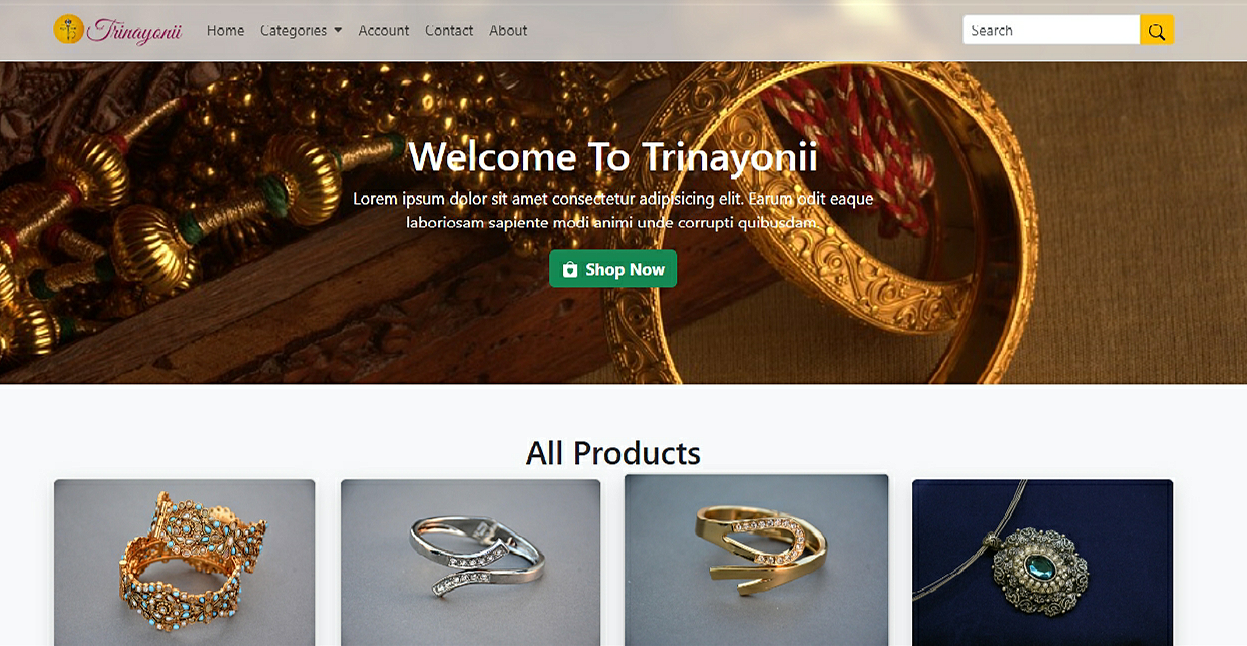 Trinayonii
Home Categories Account Contact About
Search
Welcome To Trinayonii
Lorem ipsum dolor sit amet consectetur adipisicing elit. Earum odit eaque
laboriosam sapiente modi animi unde corrupti quibusdam.
Shop Now
All Products